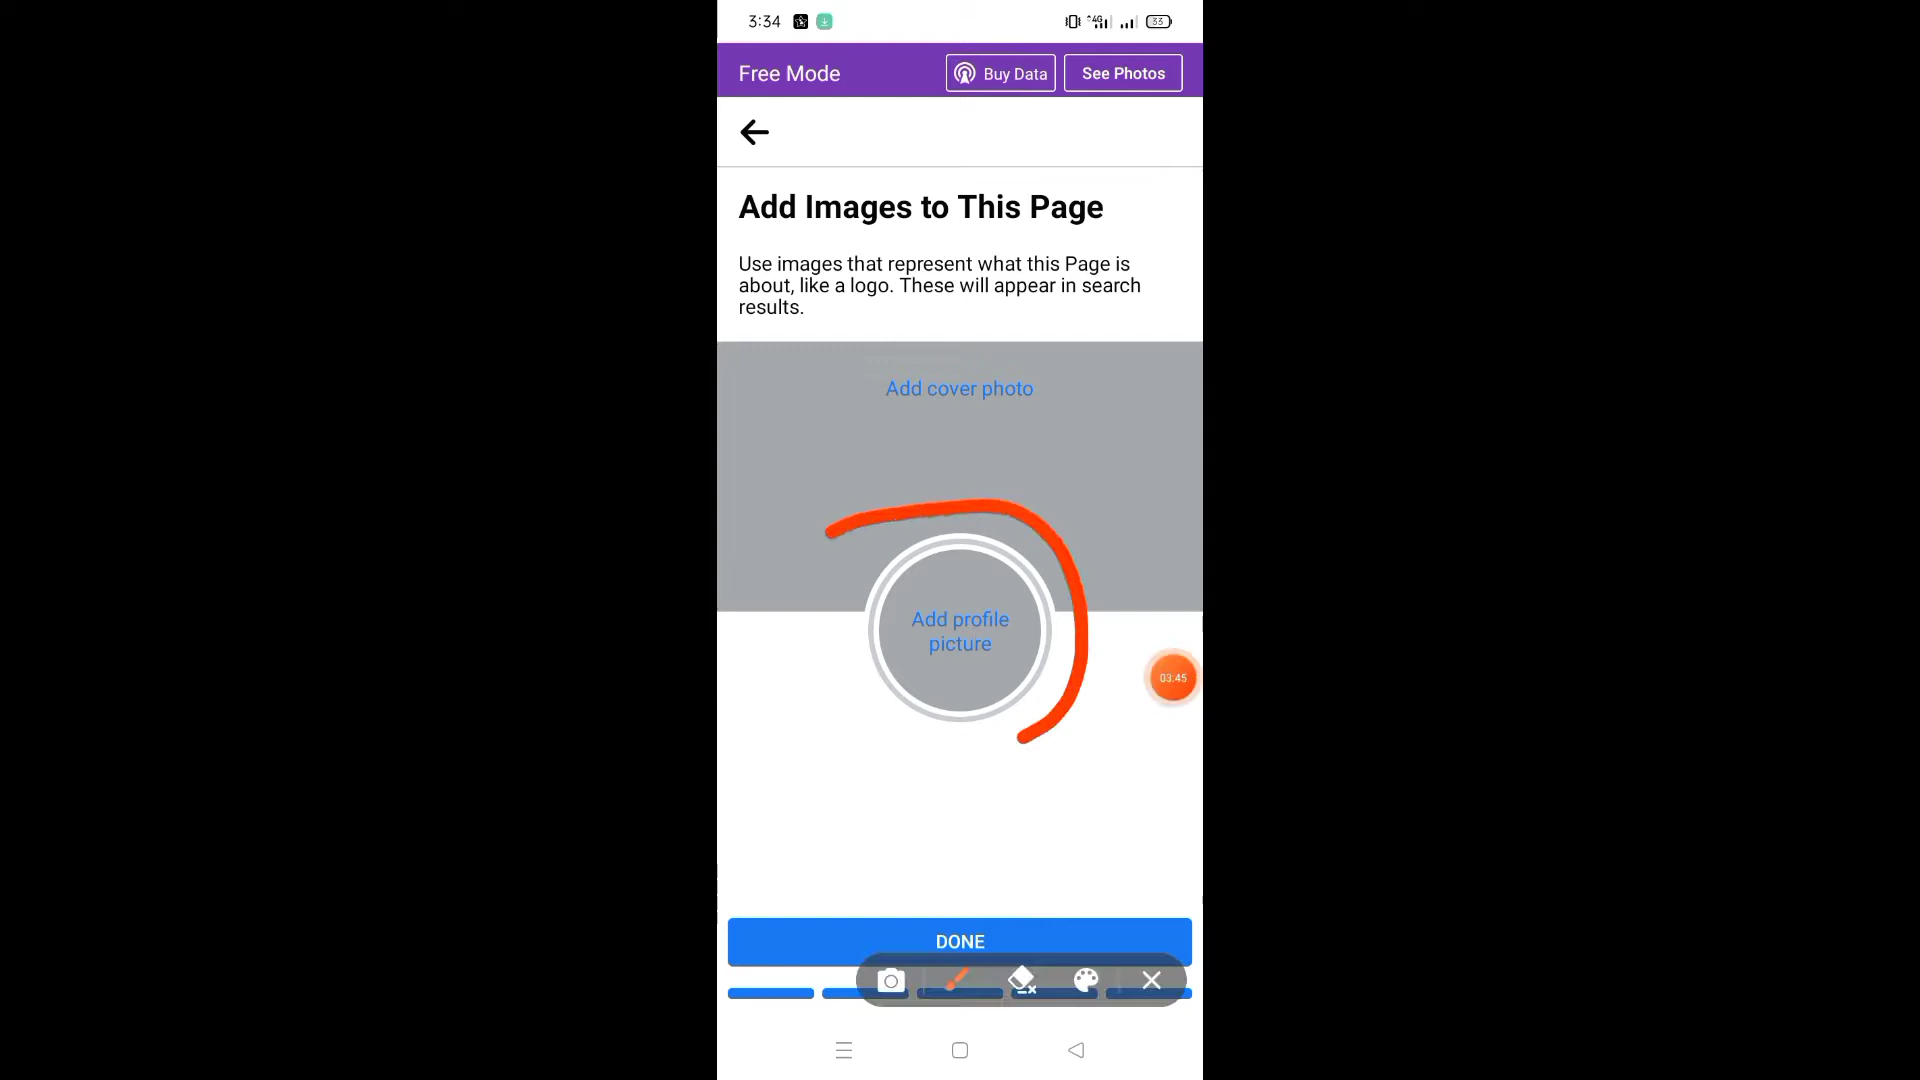 3:34
4G
33
Free Mode
Buy Data
See Photos
Add Images to This Page
Use images that represent what this Page is
about, like a logo. These will appear in search
results.
Add cover photo
Add profile
picture
03:45
DONE